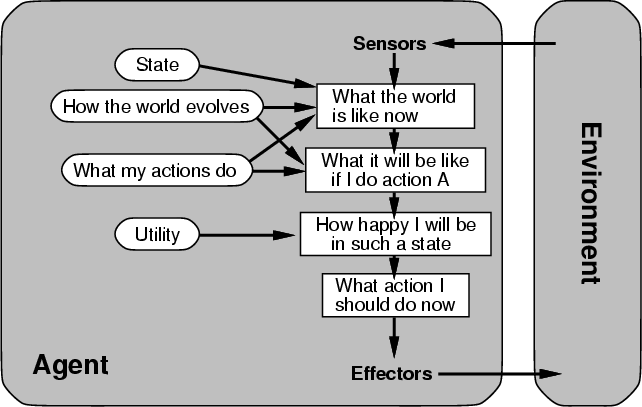 Sensors
State
How the world evolves
What the world
is like now
What my actions do
What it will be like
if I do action A
Utility
How happy I will be
in such a state
What action I
should do now
Agent
Effectors
Environment